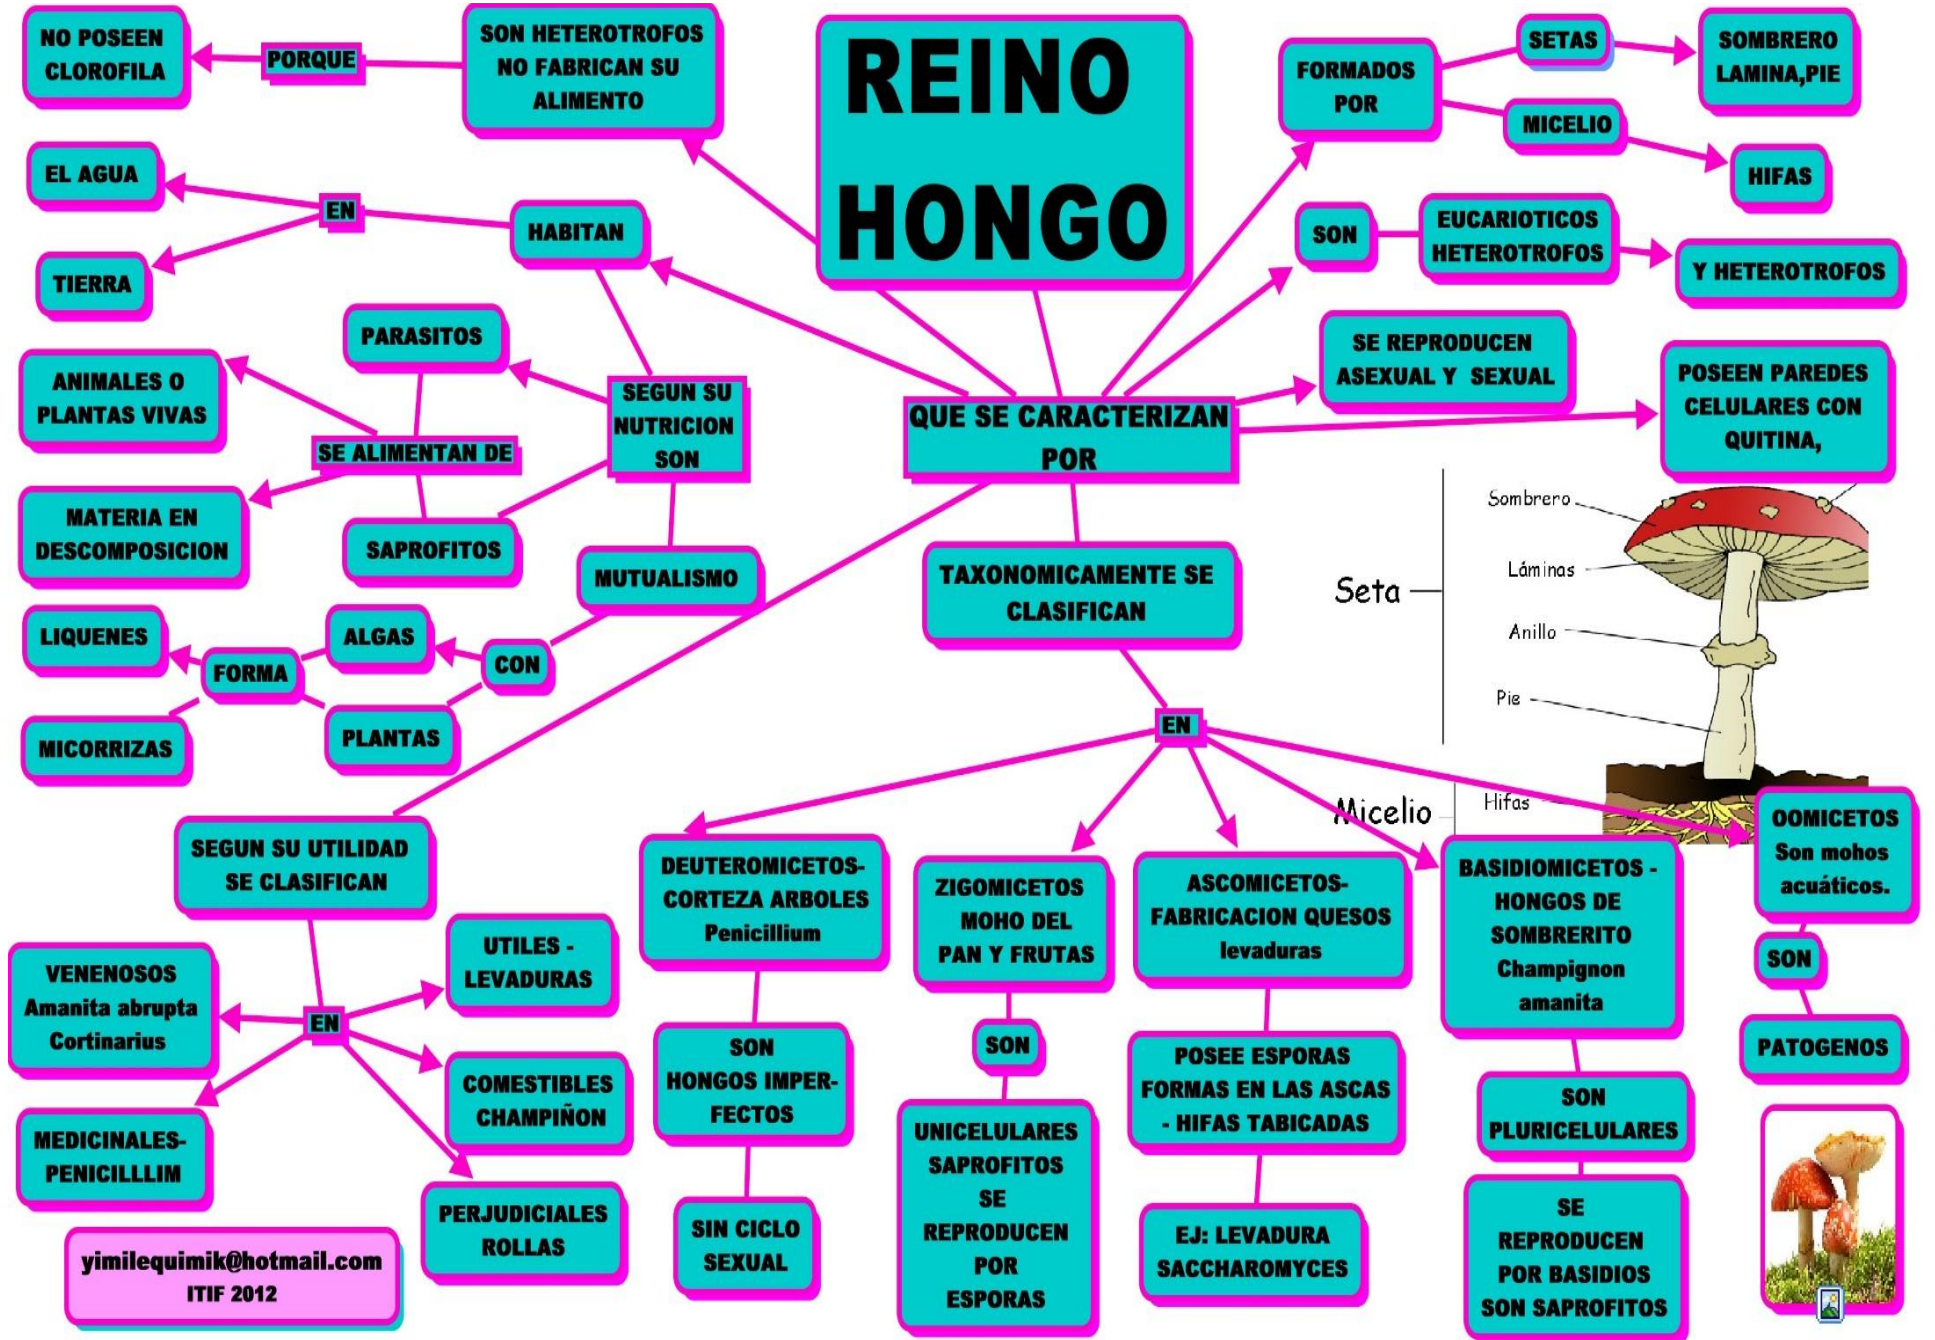 REINO
HONGO
NO POSEEN
CLOROFILA
PORQUE
SON HETEROTROFOS
NO FABRICAN SU
ALIMENTO
EL AGUA
EN
TIERRA
HABITAN
PARASITOS
ANIMALES O
PLANTAS VIVAS
SE ALIMENTAN DE
SEGUN SU
NUTRICION
SON
MATERIA EN
DESCOMPOSICION
SAPROFITOS
MUTUALISMO
LIQUENES
FORMA
ALGAS
CON
MICORRIZAS
PLANTAS
FORMADOS
POR
SETAS
SOMBRERO
LAMINA,PIE
MICELIO
HIFAS
SON
EUCARIOTICOS
HETEROTROFOS
Y HETEROTROFOS
SE REPRODUCEN
ASEXUAL Y SEXUAL
POSEEN PAREDES
CELULARES CON
QUITINA,
QUE SE CARACTERIZAN
POR
Sombrero
Láminas
Seta
Anillo
Pie
Micelio
Hifas
TAXONOMICAMENTE SE
CLASIFICAN
EN
SEGUN SU UTILIDAD
SE CLASIFICAN
VENENOSOS
Amanita abrupta
Cortinarius
EN
UTILES -
LEVADURAS
COMESTIBLES
CHAMPIÑON
MEDICINALES-
PENICILLLIM
PERJUDICIALES
ROLLAS
yimilequimik@hotmail.com
ITIF 2012
DEUTEROMICETOS-
CORTEZA ARBOLES
Penicillium
SON
HONGOS IMPER-
FECTOS
SIN CICLO
SEXUAL
ZIGOMICETOS
MOHO DEL
PAN Y FRUTAS
SON
UNICELULARES
SAPROFITOS
SE
REPRODUCEN
POR
ESPORAS
ASCOMICETOS-
FABRICACION QUESOS
levaduras
POSEE ESPORAS
FORMAS EN LAS ASCAS
- HIFAS TABICADAS
EJ: LEVADURA
SACCHAROMYCES
BASIDIOMICETOS -
HONGOS DE
SOMBRERITO
Champignon
amanita
SON
PLURICELULARES
SE
REPRODUCEN
POR BASIDIOS
SON SAPROFITOS
OOMICETOS
Son mohos
acuáticos.
SON
PATOGENOS